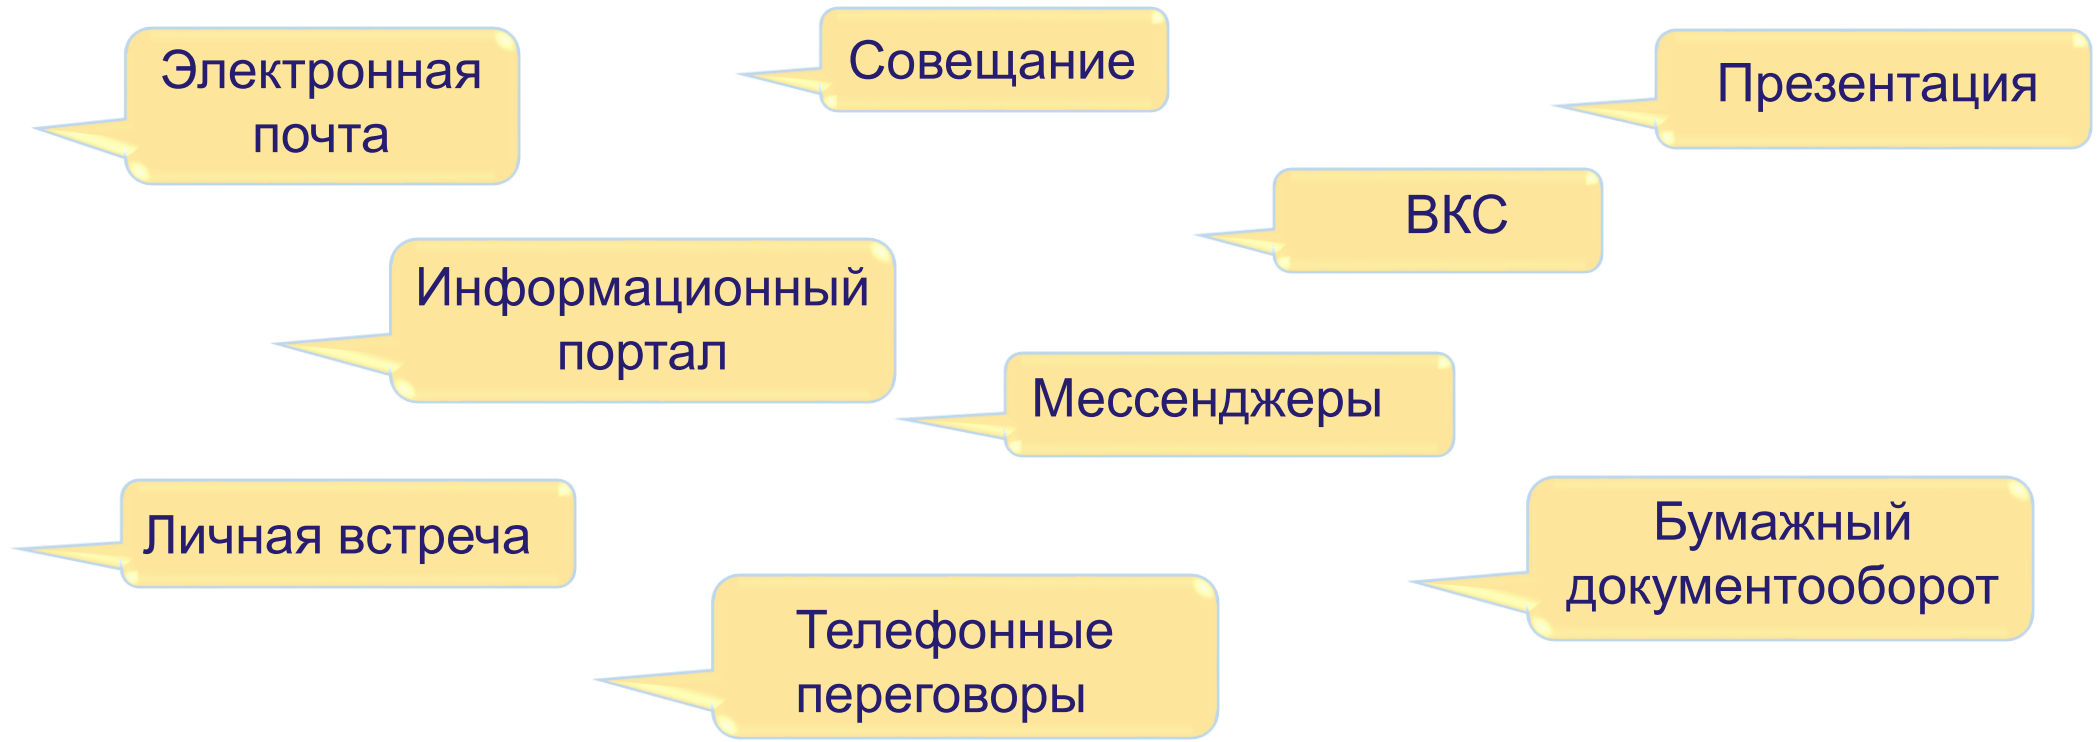 Электронная
почта
Совещание
Презентация
ВКС
Информационный
портал
Мессенджеры
Личная встреча
Бумажный
документооборот
Телефонные
переговоры